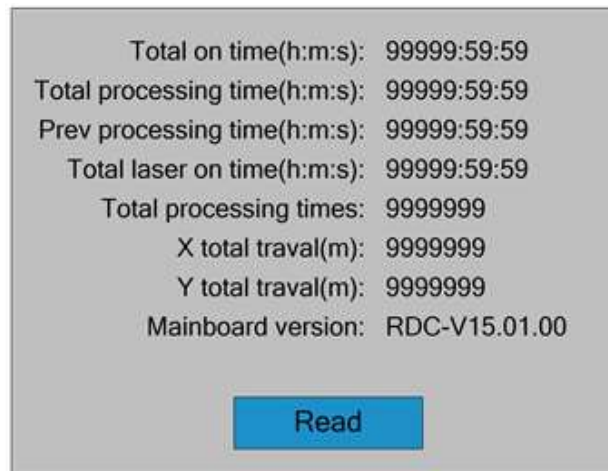 Total on time(h:m:s): 99999:59:59
Total processing time(h:m:s): 99999:59:59
Prev processing time(h:m:s): 99999:59:59
Total laser on time(h:m:s): 99999:59:59
Total processing times: 9999999
X total traval(m): 9999999
Y total traval(m): 9999999
Mainboard version: RDC-V15.01.00
Read